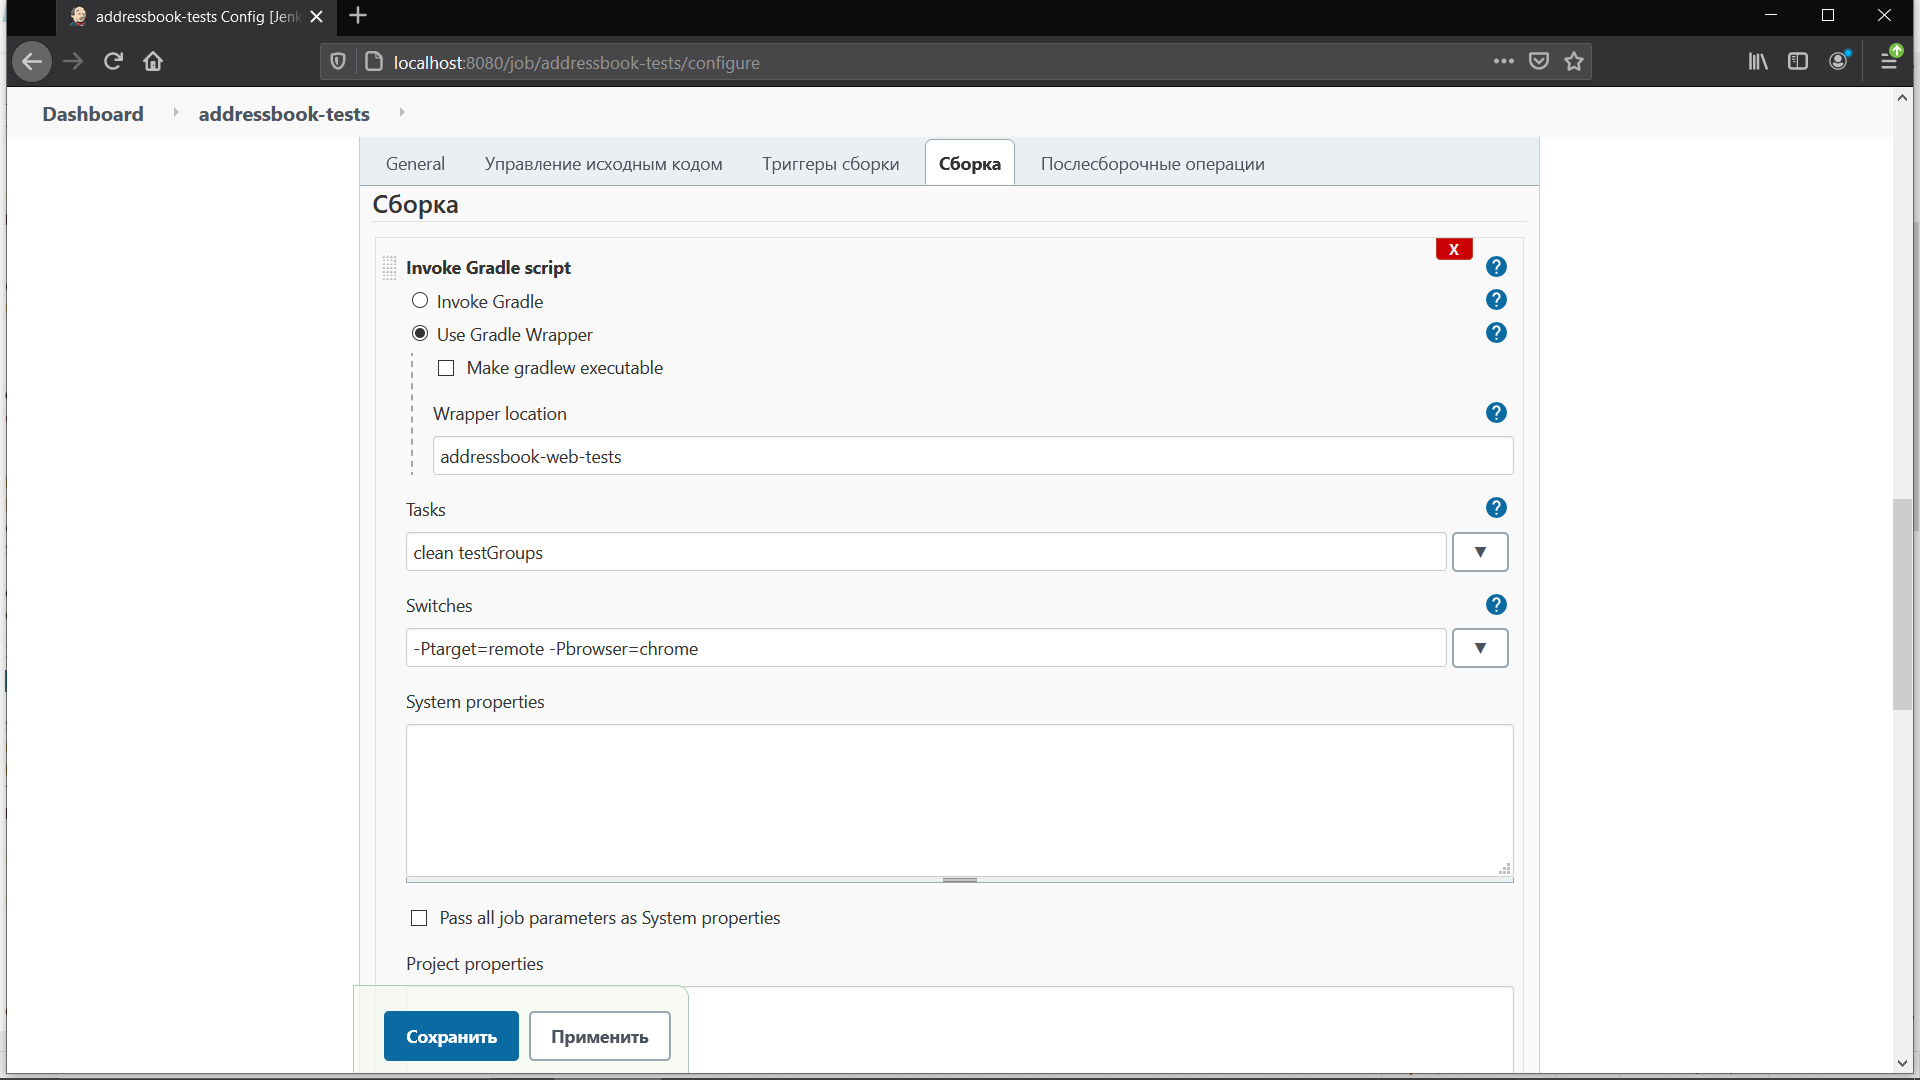 addressbook-tests Config [Jenk
localhost:8080/job/addressbook-tests/configure
Dashboard addressbook-tests
General Управление исходным кодом Триггеры сборки Сборка Послесборочные операции
Сборка
X
Invoke Gradle script ?
Invoke Gradle ?
Use Gradle Wrapper ?
Make gradlew executable
Wrapper location ?
addressbook-web-tests
Tasks ?
clean testGroups
Switches ?
-Ptarget=remote -Pbrowser=chrome
System properties
Pass all job parameters as System properties
Project properties
Сохранить Применить